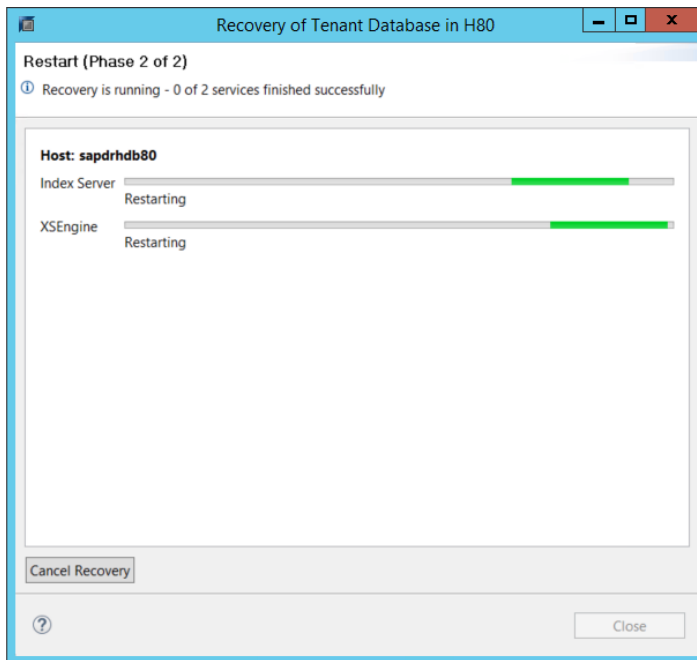 Recovery of Tenant Database in H80
Restart (Phase 2 of 2)
Recovery is running - 0 of 2 services finished successfully
Host: sapdrhdb80
Index Server
Restarting
XSEngine
Restarting
Cancel Recovery
Close